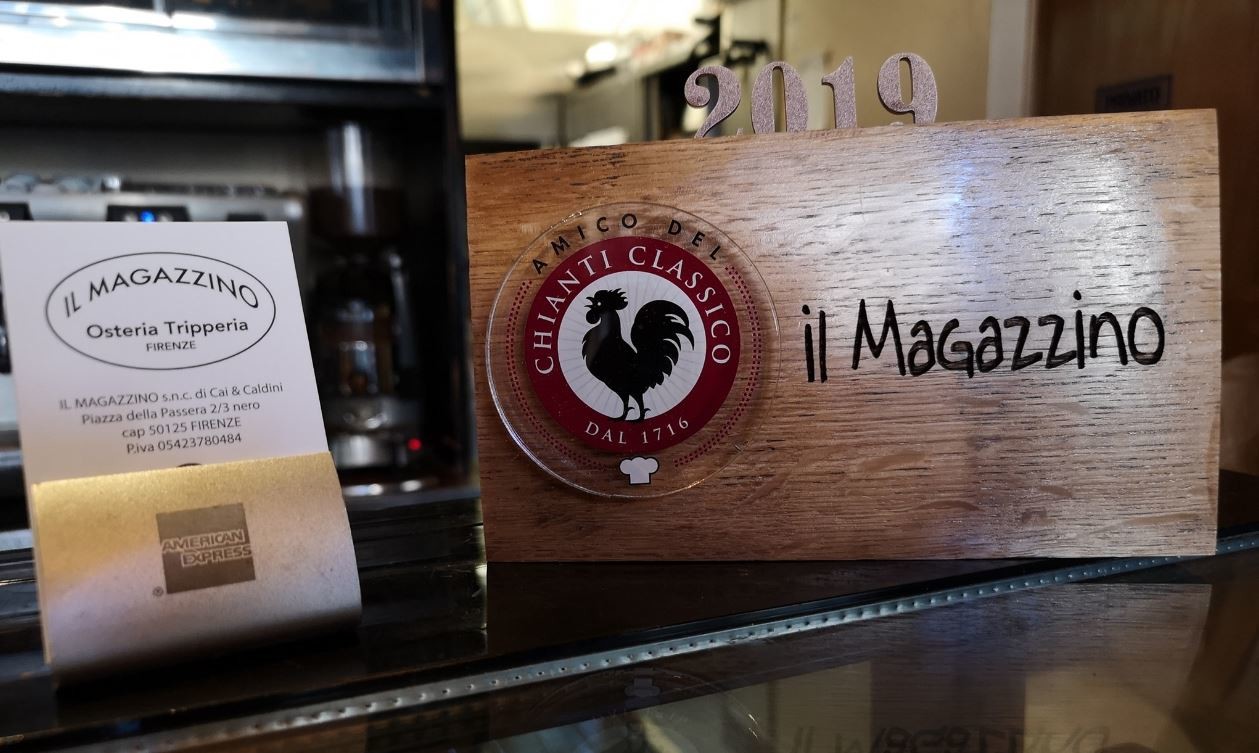 IL MAGAZZINO
Osteria Tripperia
FIRENZE
IL MAGAZZINO s.n.c. di Cai & Caldini
Piazza della Passera 2/3 nero
cap 50125 FIRENZE
P.iva 05423780484
AMERICAN
EXPRESS
®
2019
AMICO DEL
CHIANTI CLASSICO
DAL 1716
il Magazzino
PRIVATO